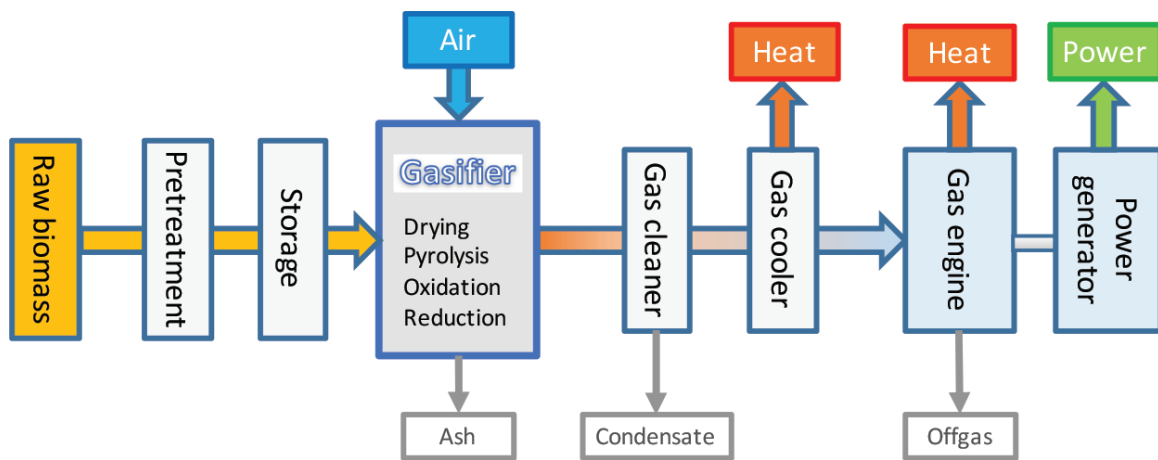 Air
Heat
Heat
Power
Raw biomass
Pretreatment
Storage
Gasifier
Drying
Pyrolysis
Oxidation
Reduction
Gas cleaner
Gas cooler
Gas engine
Power
generator
Ash
Condensate
Offgas